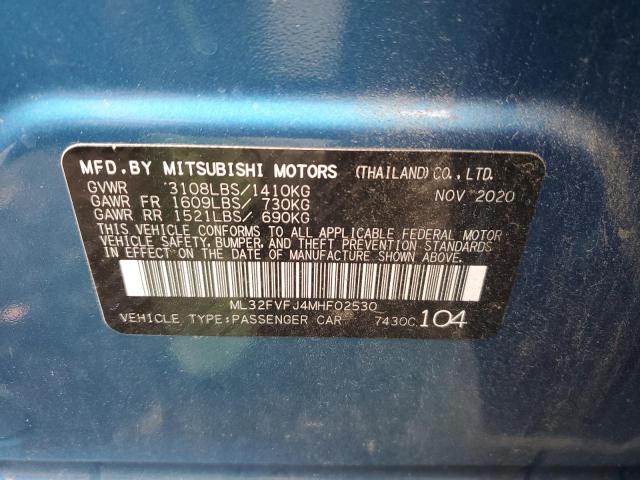 MFD.BY MITSUBISHI MOTORS (THAILAND) CO.,LTD.
GVWR 3108LBS/1410KG NOV 2020
GAWR FR 1609LBS/ 730KG
GAWR RR 1521LBS/ 690KG
THIS VEHICLE CONFORMS TO ALL APPLICABLE FEDERAL MOTOR
VEHICLE SAFETY, BUMPER, AND THEFT PREVENTION STANDARDS
IN EFFECT ON THE DATE OF MANUFACTURE SHOWN ABOVE.
ML32FVFJ4MHF02530
VEHICLE TYPE:PASSENGER CAR 7430C 104